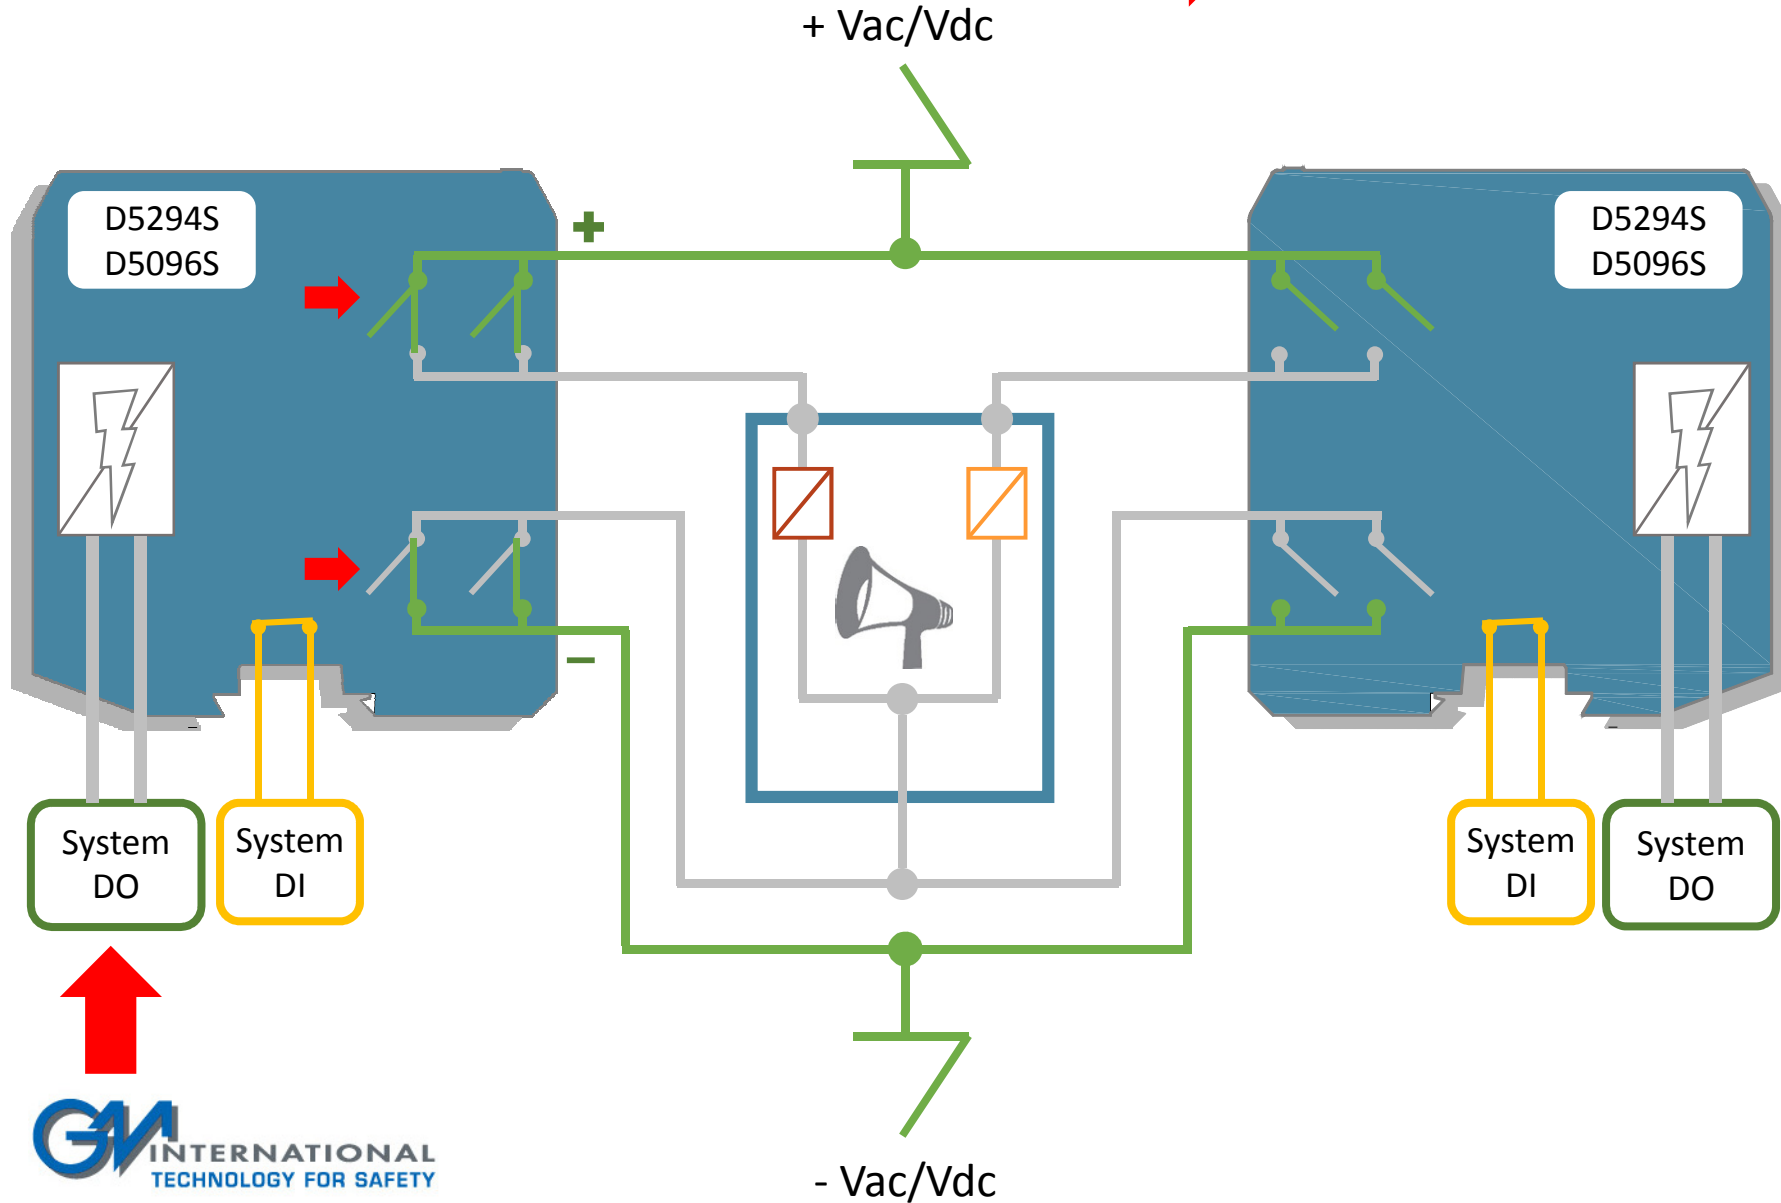 + Vac/Vdc
D5294S
D5096S
D5294S
D5096S
+
–
System
DO
System
DI
System
DI
System
DO
GM INTERNATIONAL
TECHNOLOGY FOR SAFETY
- Vac/Vdc